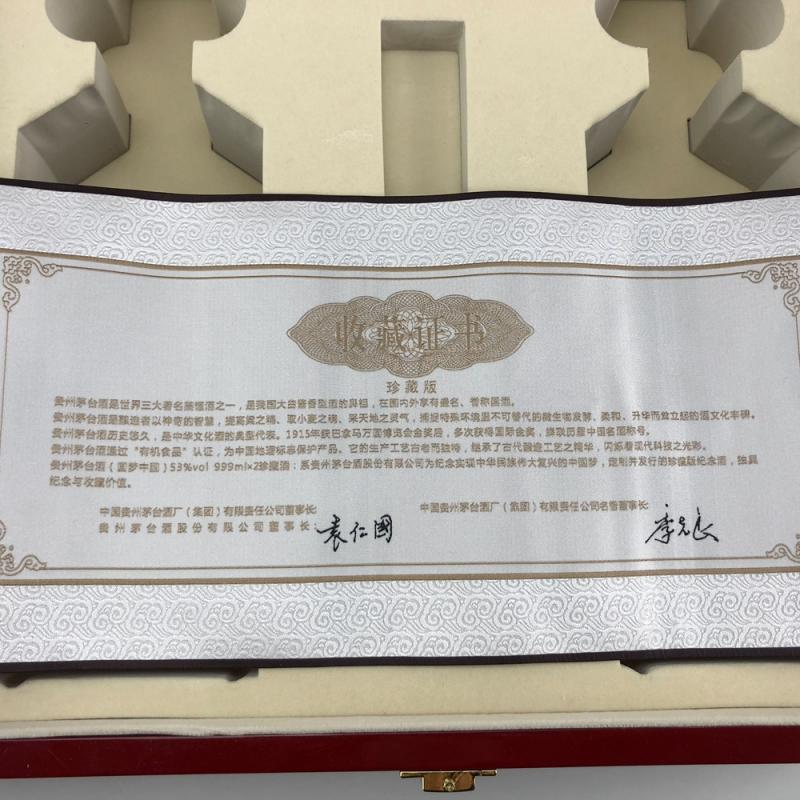 收藏证书
珍藏版
贵州茅台酒是世界三大著名蒸馏酒之一，是我国大曲酱香型酒的鼻祖，在国内外享有盛名、誉称国酒。
贵州茅台酒是酿造者以神奇的智慧，提高粱之精、取小麦之魂、采天地之灵气，捕捉特殊环境里不可替代的微生物发酵、柔和、升华而耸立起的酒文化丰碑。
贵州茅台酒历史悠久，是中华文化酒的典型代表。1915年获巴拿马万国博览会金奖后，多次获得国际金奖，蝉联历届中国名酒称号。
贵州茅台酒通过“有机食品”认证，为中国地理标志保护产品。它的生产工艺古老而独特，继承了古代酿造工艺之精华，闪烁着现代科技之光彩。
贵州茅台酒（国梦中国）53%vol 999ml×2珍藏酒：系贵州茅台酒股份有限公司为纪念实现中华民族伟大复兴的中国梦，定制并发行的珍藏版纪念酒，独具
纪念与收藏价值。
中国贵州茅台酒厂（集团）有限责任公司董事长：
贵州茅台酒股份有限公司董事长：袁仁國
中国贵州茅台酒厂（集团）有限责任公司名誉董事长：
季克良